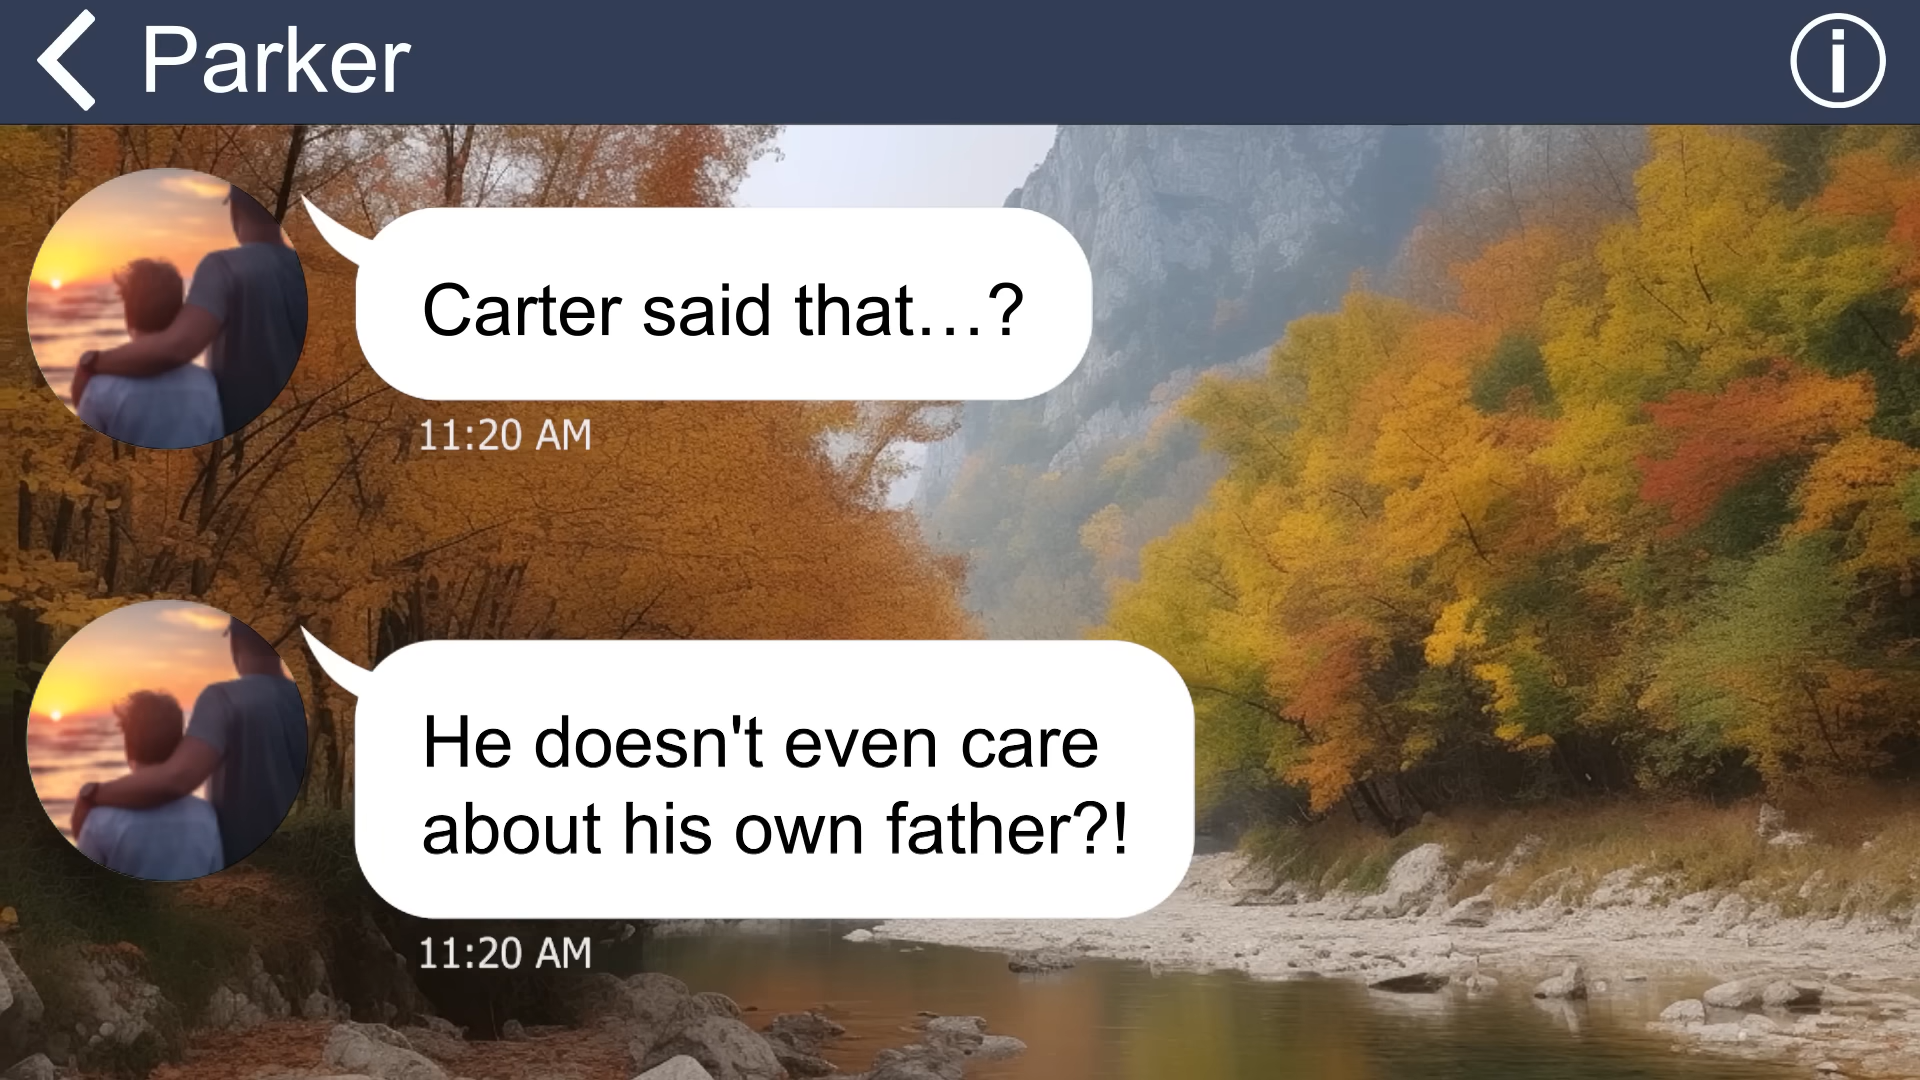 Parker
Carter said that…?
11:20 AM
He doesn't even care
about his own father?!
11:20 AM